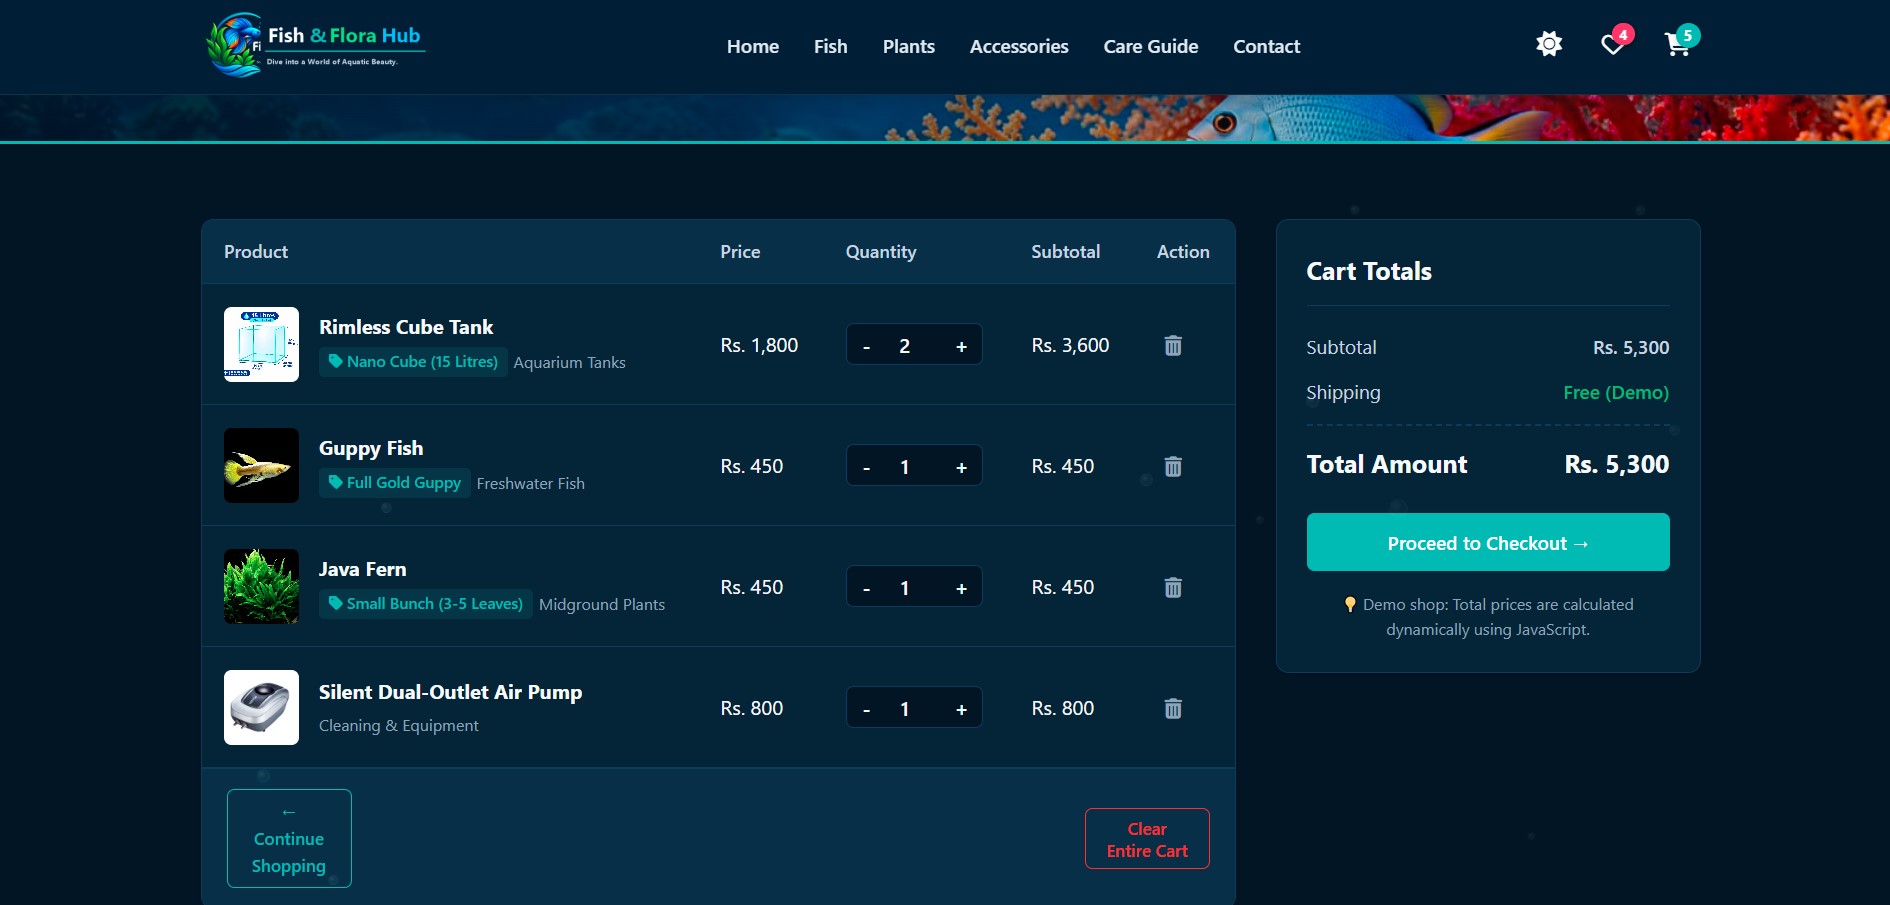 Fish & Flora Hub
Dive into a World of Aquatic Beauty.
Home Fish Plants Accessories Care Guide Contact
4
5
Product Price Quantity Subtotal Action
Rimless Cube Tank
Nano Cube (15 Litres) Aquarium Tanks
Rs. 1,800 - 2 + Rs. 3,600
Guppy Fish
Full Gold Guppy Freshwater Fish
Rs. 450 - 1 + Rs. 450
Java Fern
Small Bunch (3-5 Leaves) Midground Plants
Rs. 450 - 1 + Rs. 450
Silent Dual-Outlet Air Pump
Cleaning & Equipment
Rs. 800 - 1 + Rs. 800
←
Continue
Shopping
Clear
Entire Cart
Cart Totals
Subtotal Rs. 5,300
Shipping Free (Demo)
Total Amount Rs. 5,300
Proceed to Checkout →
💡 Demo shop: Total prices are calculated
dynamically using JavaScript.